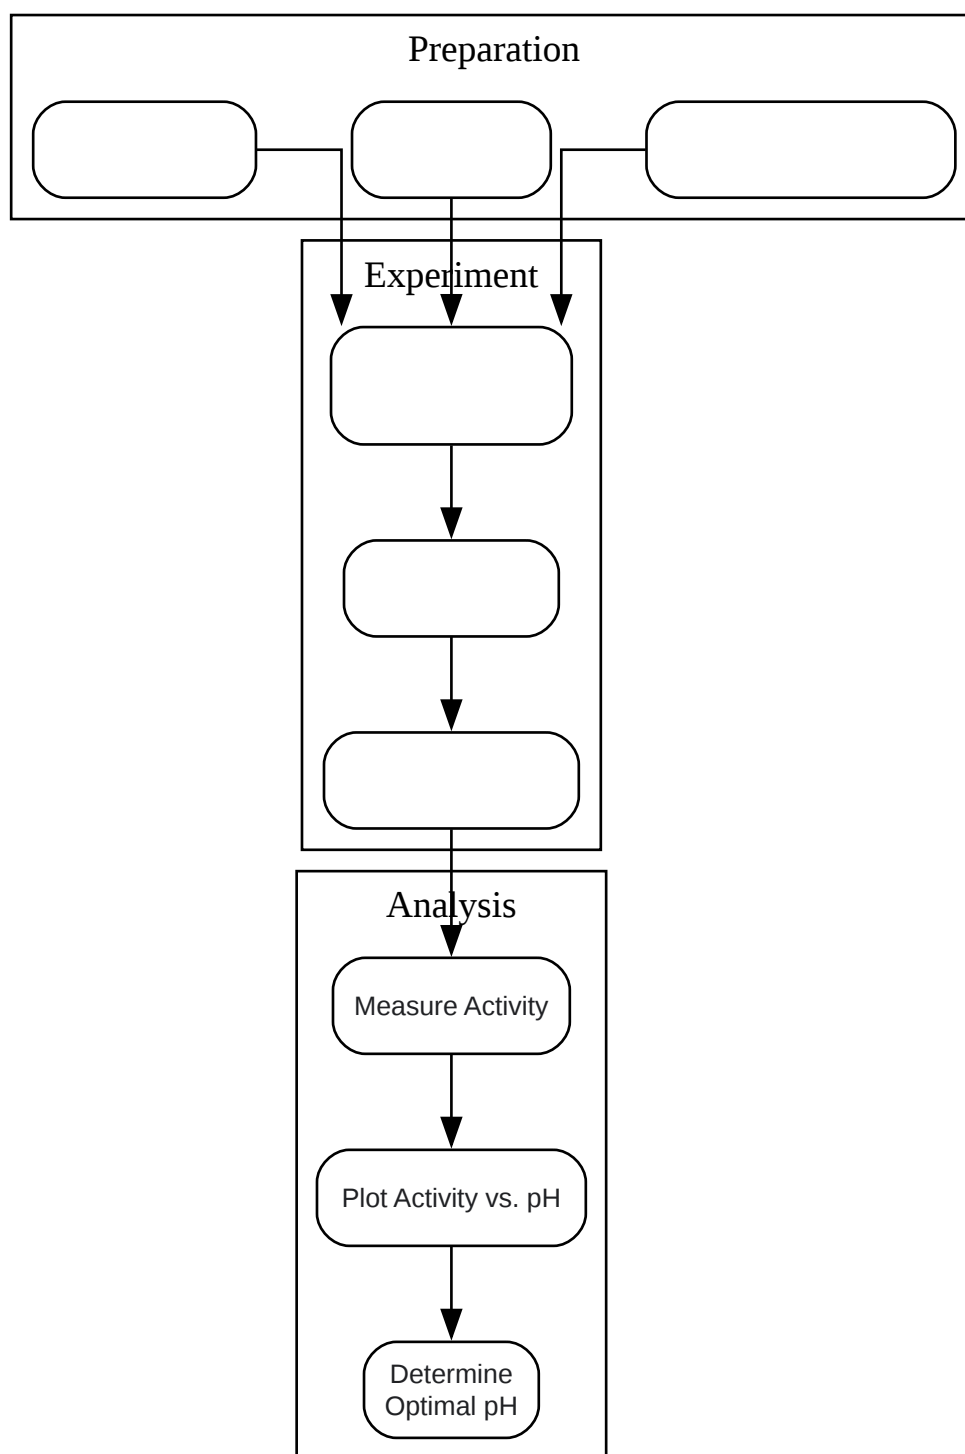 Preparation
Experiment
Analysis
Measure Activity
Plot Activity vs. pH
Determine
Optimal pH